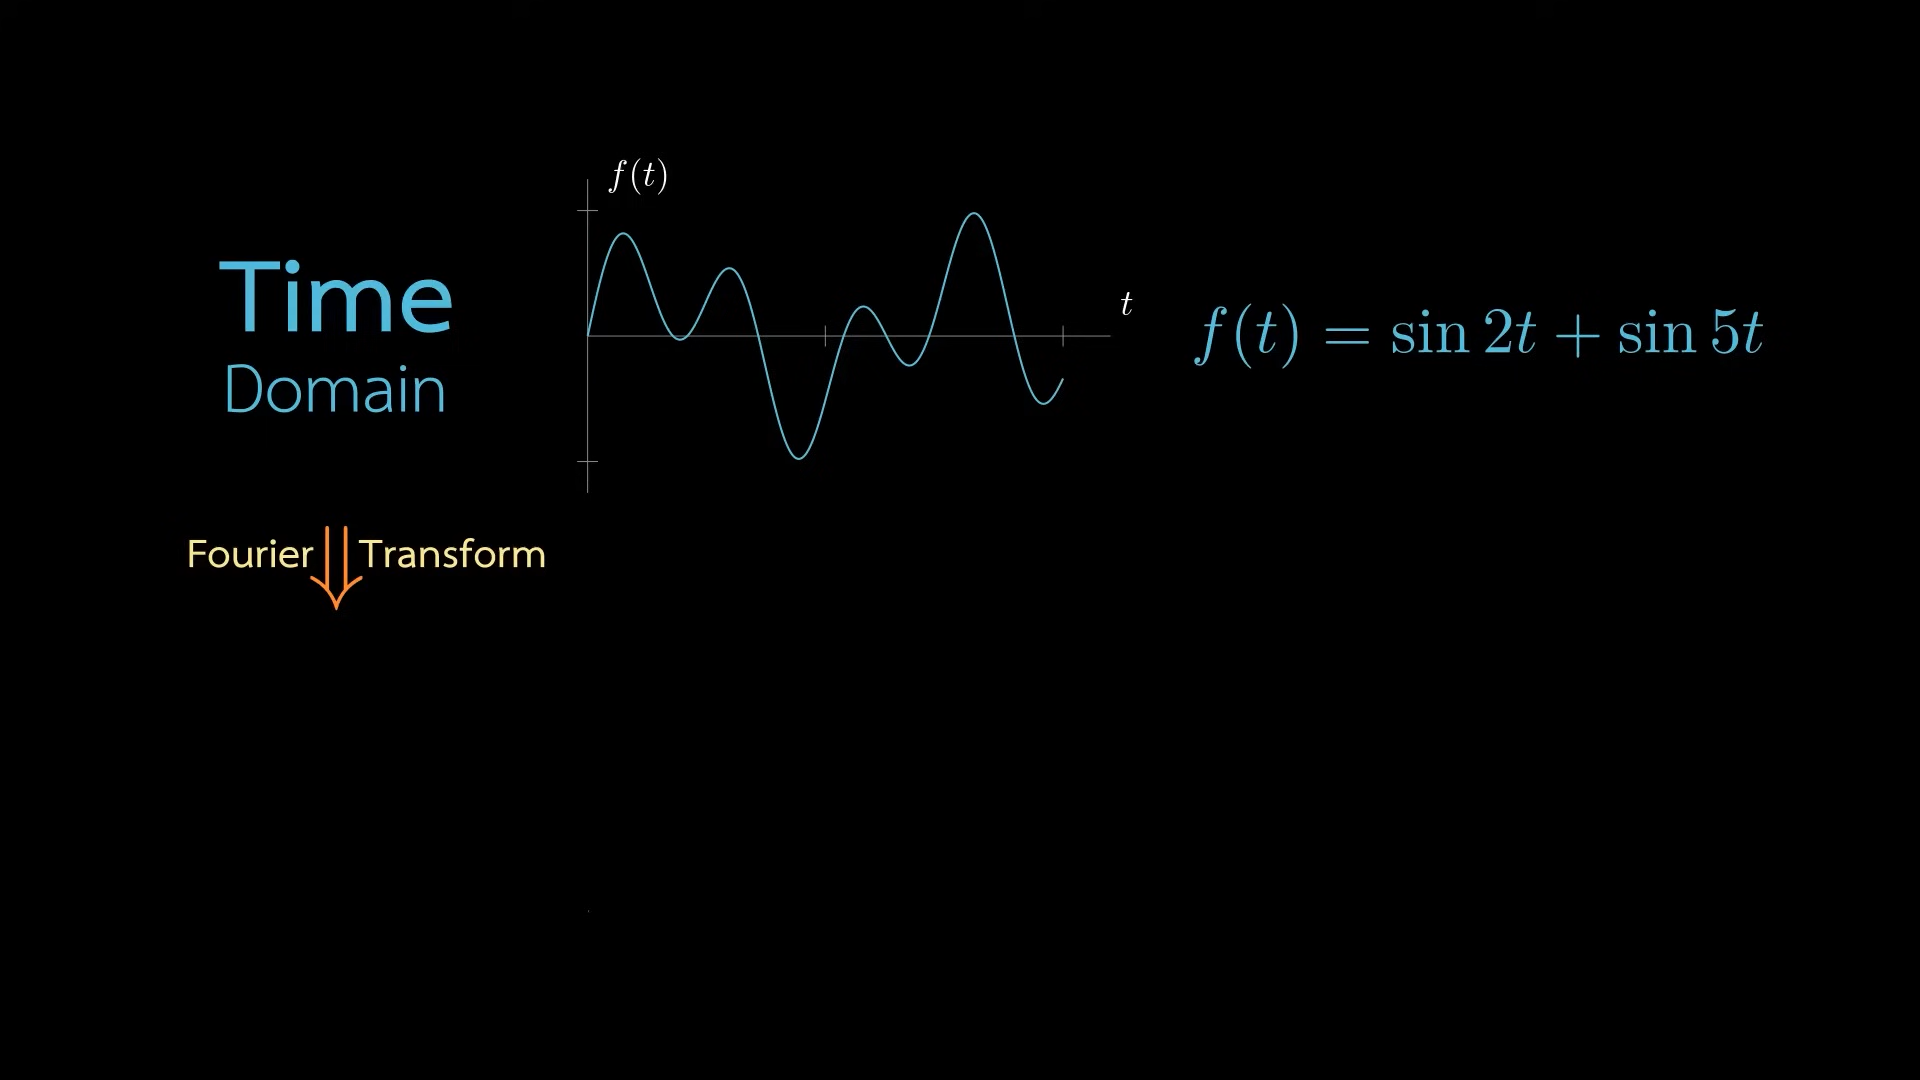 f(t)
Time
Domain
t
f(t) = sin 2t + sin 5t
Fourier Transform